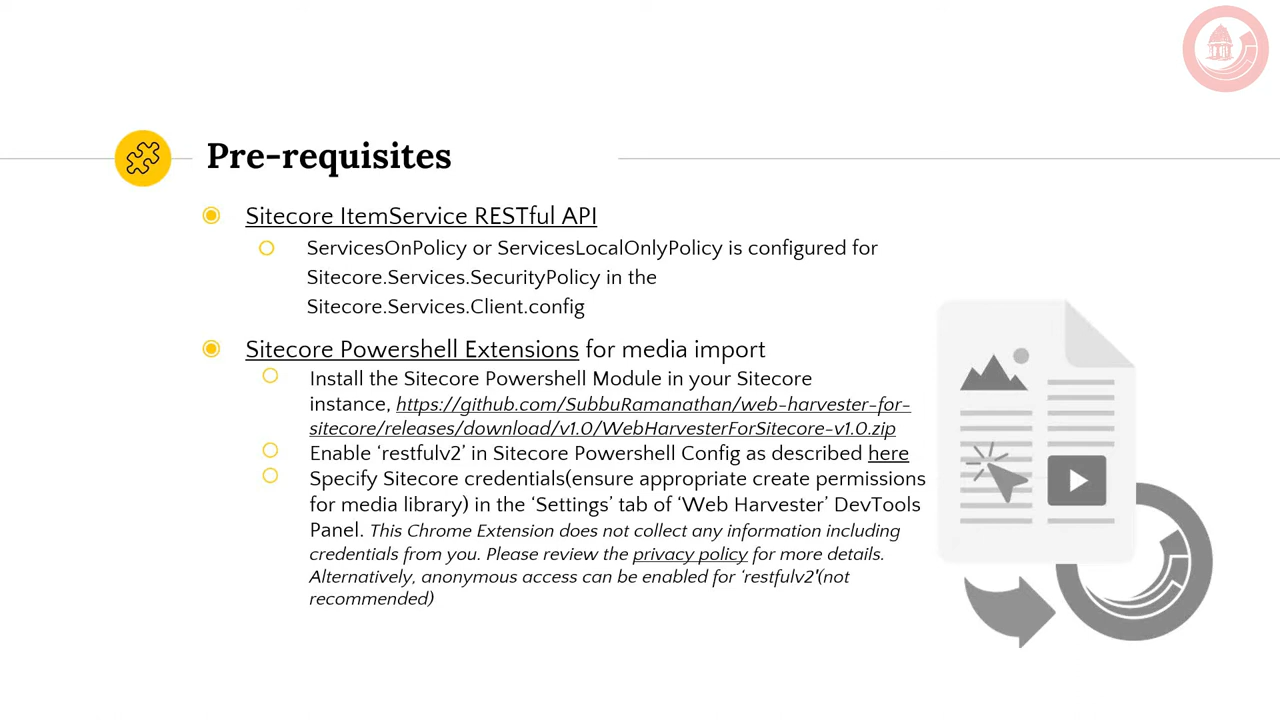 Pre-requisites
Sitecore ItemService RESTful API
ServicesOnPolicy or ServicesLocalOnlyPolicy is configured for
Sitecore.Services.SecurityPolicy in the
Sitecore.Services.Client.config
Sitecore Powershell Extensions for media import
Install the Sitecore Powershell Module in your Sitecore
instance, https://github.com/SubbuRamanathan/web-harvester-for-
sitecore/releases/download/v1.0/WebHarvesterForSitecore-v1.0.zip
Enable ‘restfulv2’ in Sitecore Powershell Config as described here
Specify Sitecore credentials(ensure appropriate create permissions
for media library) in the ‘Settings’ tab of ‘Web Harvester’ DevTools
Panel. This Chrome Extension does not collect any information including
credentials from you. Please review the privacy policy for more details.
Alternatively, anonymous access can be enabled for ‘restfulv2'(not
recommended)